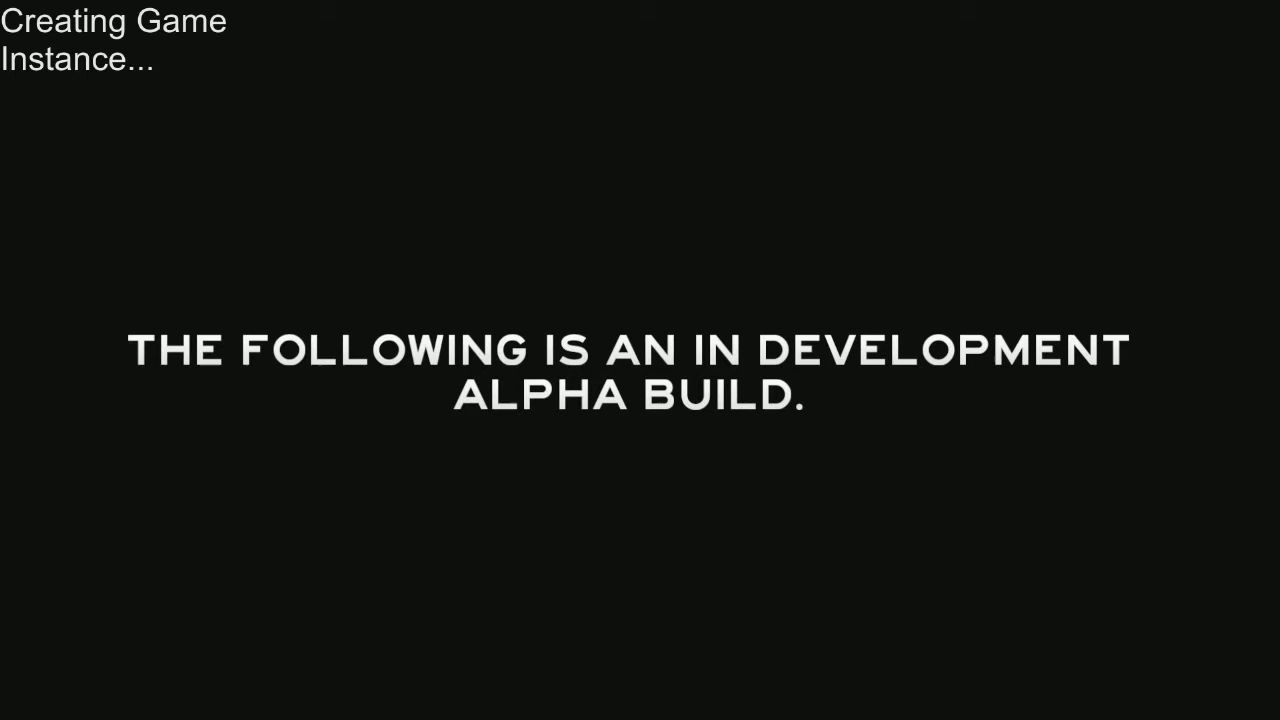 Creating Game
Instance...
THE FOLLOWING IS AN IN DEVELOPMENT
ALPHA BUILD.